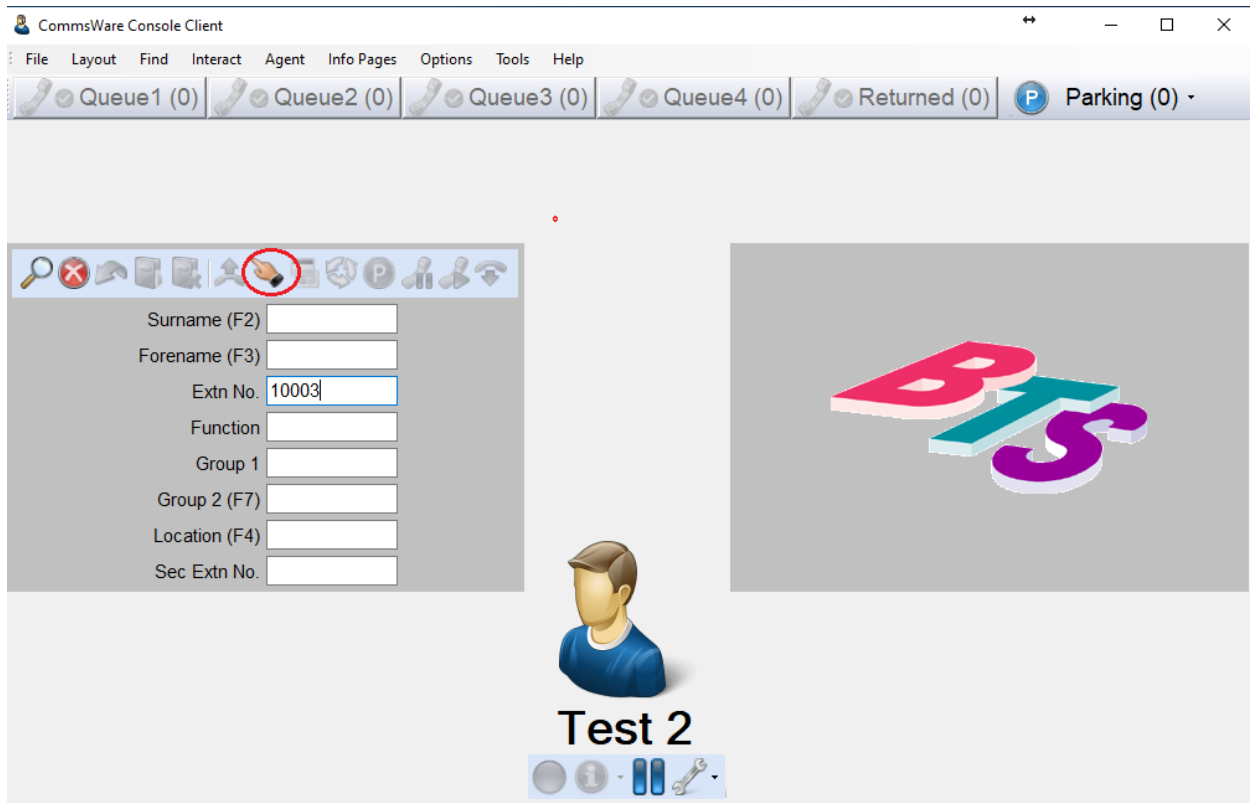 CommsWare Console Client
File Layout Find Interact Agent Info Pages Options Tools Help
Queue1 (0) Queue2 (0) Queue3 (0) Queue4 (0) Returned (0) P Parking (0)
P
Surname (F2)
Forename (F3)
Extn No. 10003
Function
Group 1
Group 2 (F7)
Location (F4)
Sec Extn No.
BTS
Test 2